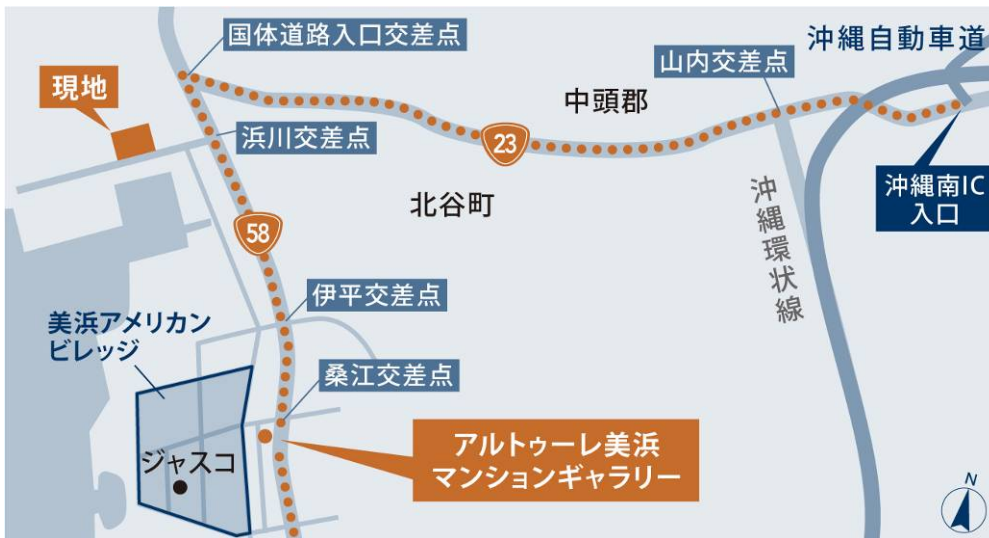 国体道路入口交差点
沖縄自動車道
山内交差点
現地
中頭郡
浜川交差点
23
沖縄南IC
入口
北谷町
沖縄環状線
58
伊平交差点
美浜アメリカン
ビレッジ
桑江交差点
アルトゥーレ美浜
マンションギャラリー
ジャスコ
N